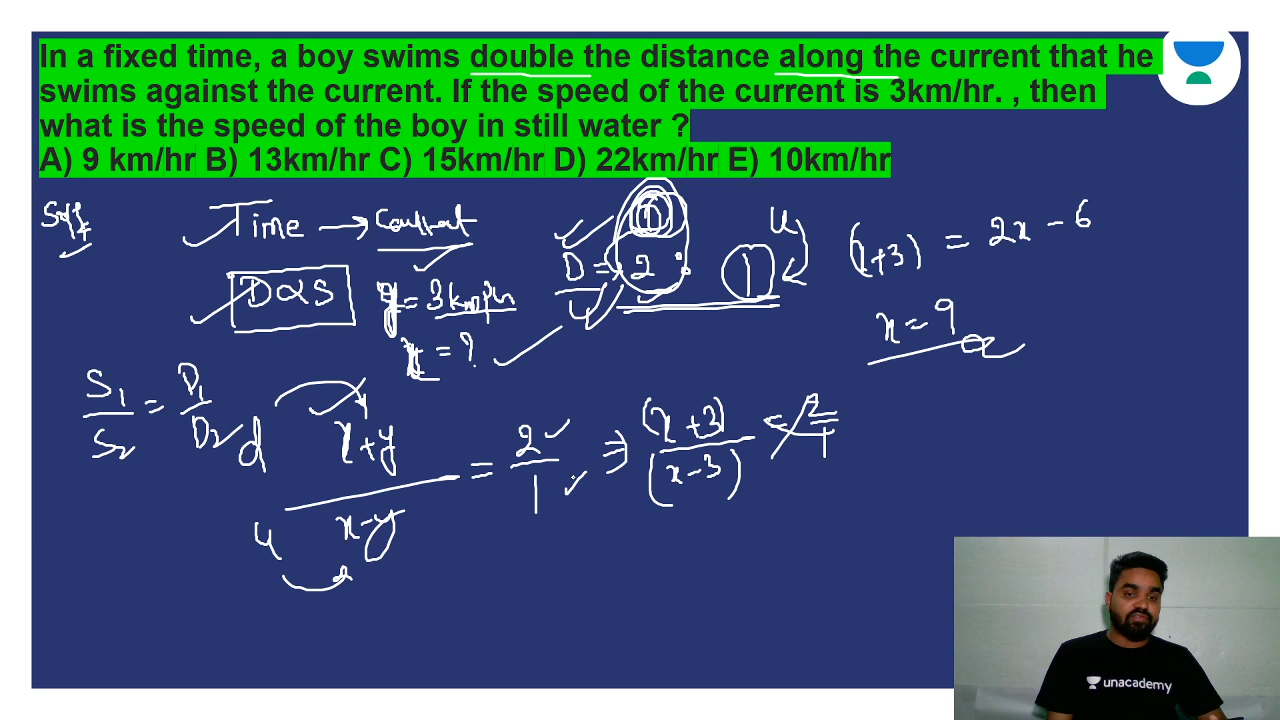 In a fixed time, a boy swims double the distance along the current that he
swims against the current. If the speed of the current is 3km/hr. , then
what is the speed of the boy in still water ?
A) 9 km/hr B) 13km/hr C) 15km/hr D) 22km/hr E) 10km/hr
Time →
D ∝ S
y = 3kmph
x = ?
D = 2
1
u
(x+3) = 2x - 6
x = 9
S1/S2 = D1/D2
d
x+y / x-y = 2/1 ⇒ (x+3)/(x-3) = 2/1
u
unacademy